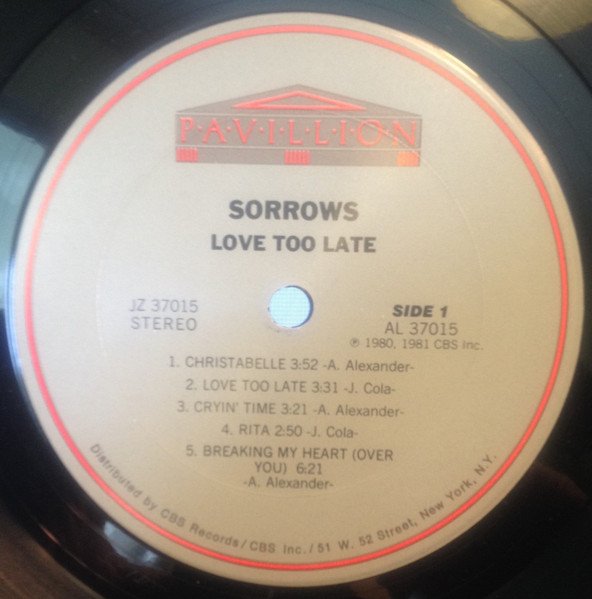 P·A·V·I·L·L·I·O·N
SORROWS
LOVE TOO LATE
JZ 37015
STEREO
SIDE 1
AL 37015
℗ 1980, 1981 CBS Inc.
1. CHRISTABELLE 3:52 -A. Alexander-
2. LOVE TOO LATE 3:31 -J. Cola-
3. CRYIN' TIME 3:21 -A. Alexander-
4. RITA 2:50 -J. Cola-
5. BREAKING MY HEART (OVER
YOU) 6:21
-A. Alexander-
Distributed by CBS Records/CBS Inc./51 W. 52 Street, New York, N.Y.